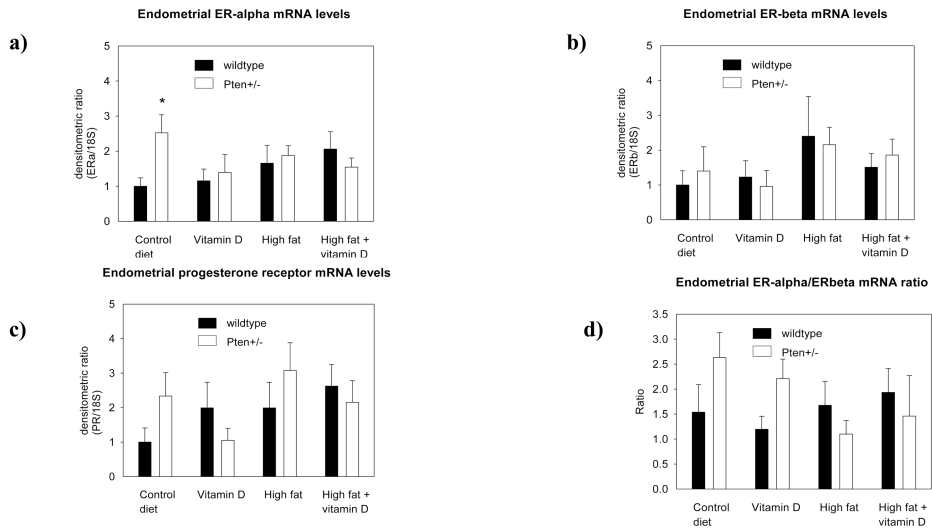 Endometrial ER-alpha mRNA levels
a)
5
4
3
2
1
0
densitometric ratio
(ERa/18S)
wildtype
Pten+/-
*
Control
diet
Vitamin D
High fat
High fat +
vitamin D
Endometrial ER-beta mRNA levels
b)
5
4
3
2
1
0
densitometric ratio
(ERb/18S)
wildtype
Pten+/-
Control
diet
Vitamin D
High fat
High fat +
vitamin D
Endometrial progesterone receptor mRNA levels
c)
5
4
3
2
1
0
densitometric ratio
(PR/18S)
wildtype
Pten+/-
Control
diet
Vitamin D
High fat
High fat +
vitamin D
Endometrial ER-alpha/ERbeta mRNA ratio
d)
3.5
3.0
2.5
2.0
1.5
1.0
0.5
0.0
Ratio
wildtype
Pten+/-
Control
diet
Vitamin D
High fat
High fat +
vitamin D